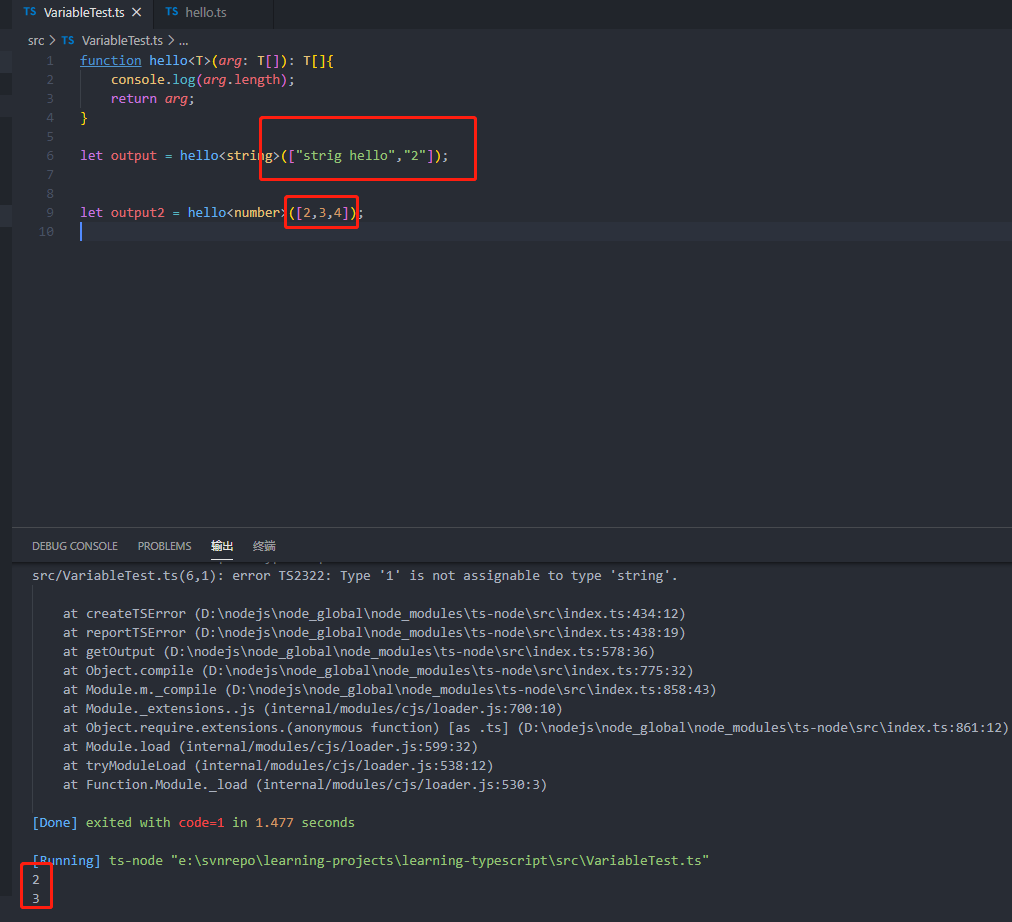 TS VariableTest.ts × TS hello.ts
src > TS VariableTest.ts > ...
1 function hello<T>(arg: T[]): T[]{
2 console.log(arg.length);
3 return arg;
4 }
5
6 let output = hello<string>(["strig hello","2"]);
7
8
9 let output2 = hello<number>([2,3,4]);
10
DEBUG CONSOLE PROBLEMS 输出 终端
src/VariableTest.ts(6,1): error TS2322: Type '1' is not assignable to type 'string'.
at createTSError (D:\nodejs\node_global\node_modules\ts-node\src\index.ts:434:12)
at reportTSError (D:\nodejs\node_global\node_modules\ts-node\src\index.ts:438:19)
at getOutput (D:\nodejs\node_global\node_modules\ts-node\src\index.ts:578:36)
at Object.compile (D:\nodejs\node_global\node_modules\ts-node\src\index.ts:775:32)
at Module.m._compile (D:\nodejs\node_global\node_modules\ts-node\src\index.ts:858:43)
at Module._extensions..js (internal/modules/cjs/loader.js:700:10)
at Object.require.extensions.(anonymous function) [as .ts] (D:\nodejs\node_global\node_modules\ts-node\src\index.ts:861:12)
at Module.load (internal/modules/cjs/loader.js:599:32)
at tryModuleLoad (internal/modules/cjs/loader.js:538:12)
at Function.Module._load (internal/modules/cjs/loader.js:530:3)
[Done] exited with code=1 in 1.477 seconds
[Running] ts-node "e:\svnrepo\learning-projects\learning-typescript\src\VariableTest.ts"
2
3